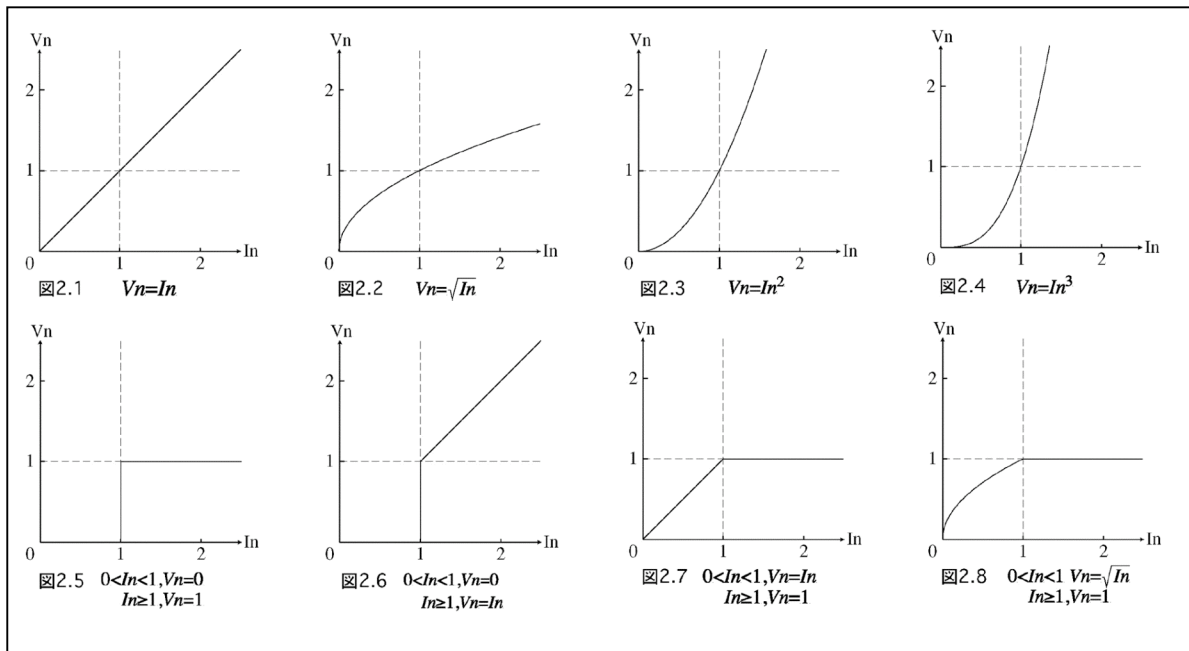 Vn
2
1
0
1
2
In
図2.1 Vn=In
Vn
2
1
0
1
2
In
図2.2 Vn=√In
Vn
2
1
0
1
2
In
図2.3 Vn=In²
Vn
2
1
0
1
2
In
図2.4 Vn=In³
Vn
2
1
0
1
2
In
図2.5 0<In<1,Vn=0
In≥1,Vn=1
Vn
2
1
0
1
2
In
図2.6 0<In<1,Vn=0
In≥1,Vn=In
Vn
2
1
0
1
2
In
図2.7 0<In<1,Vn=In
In≥1,Vn=1
Vn
2
1
0
1
2
In
図2.8 0<In<1 Vn=√In
In≥1,Vn=1